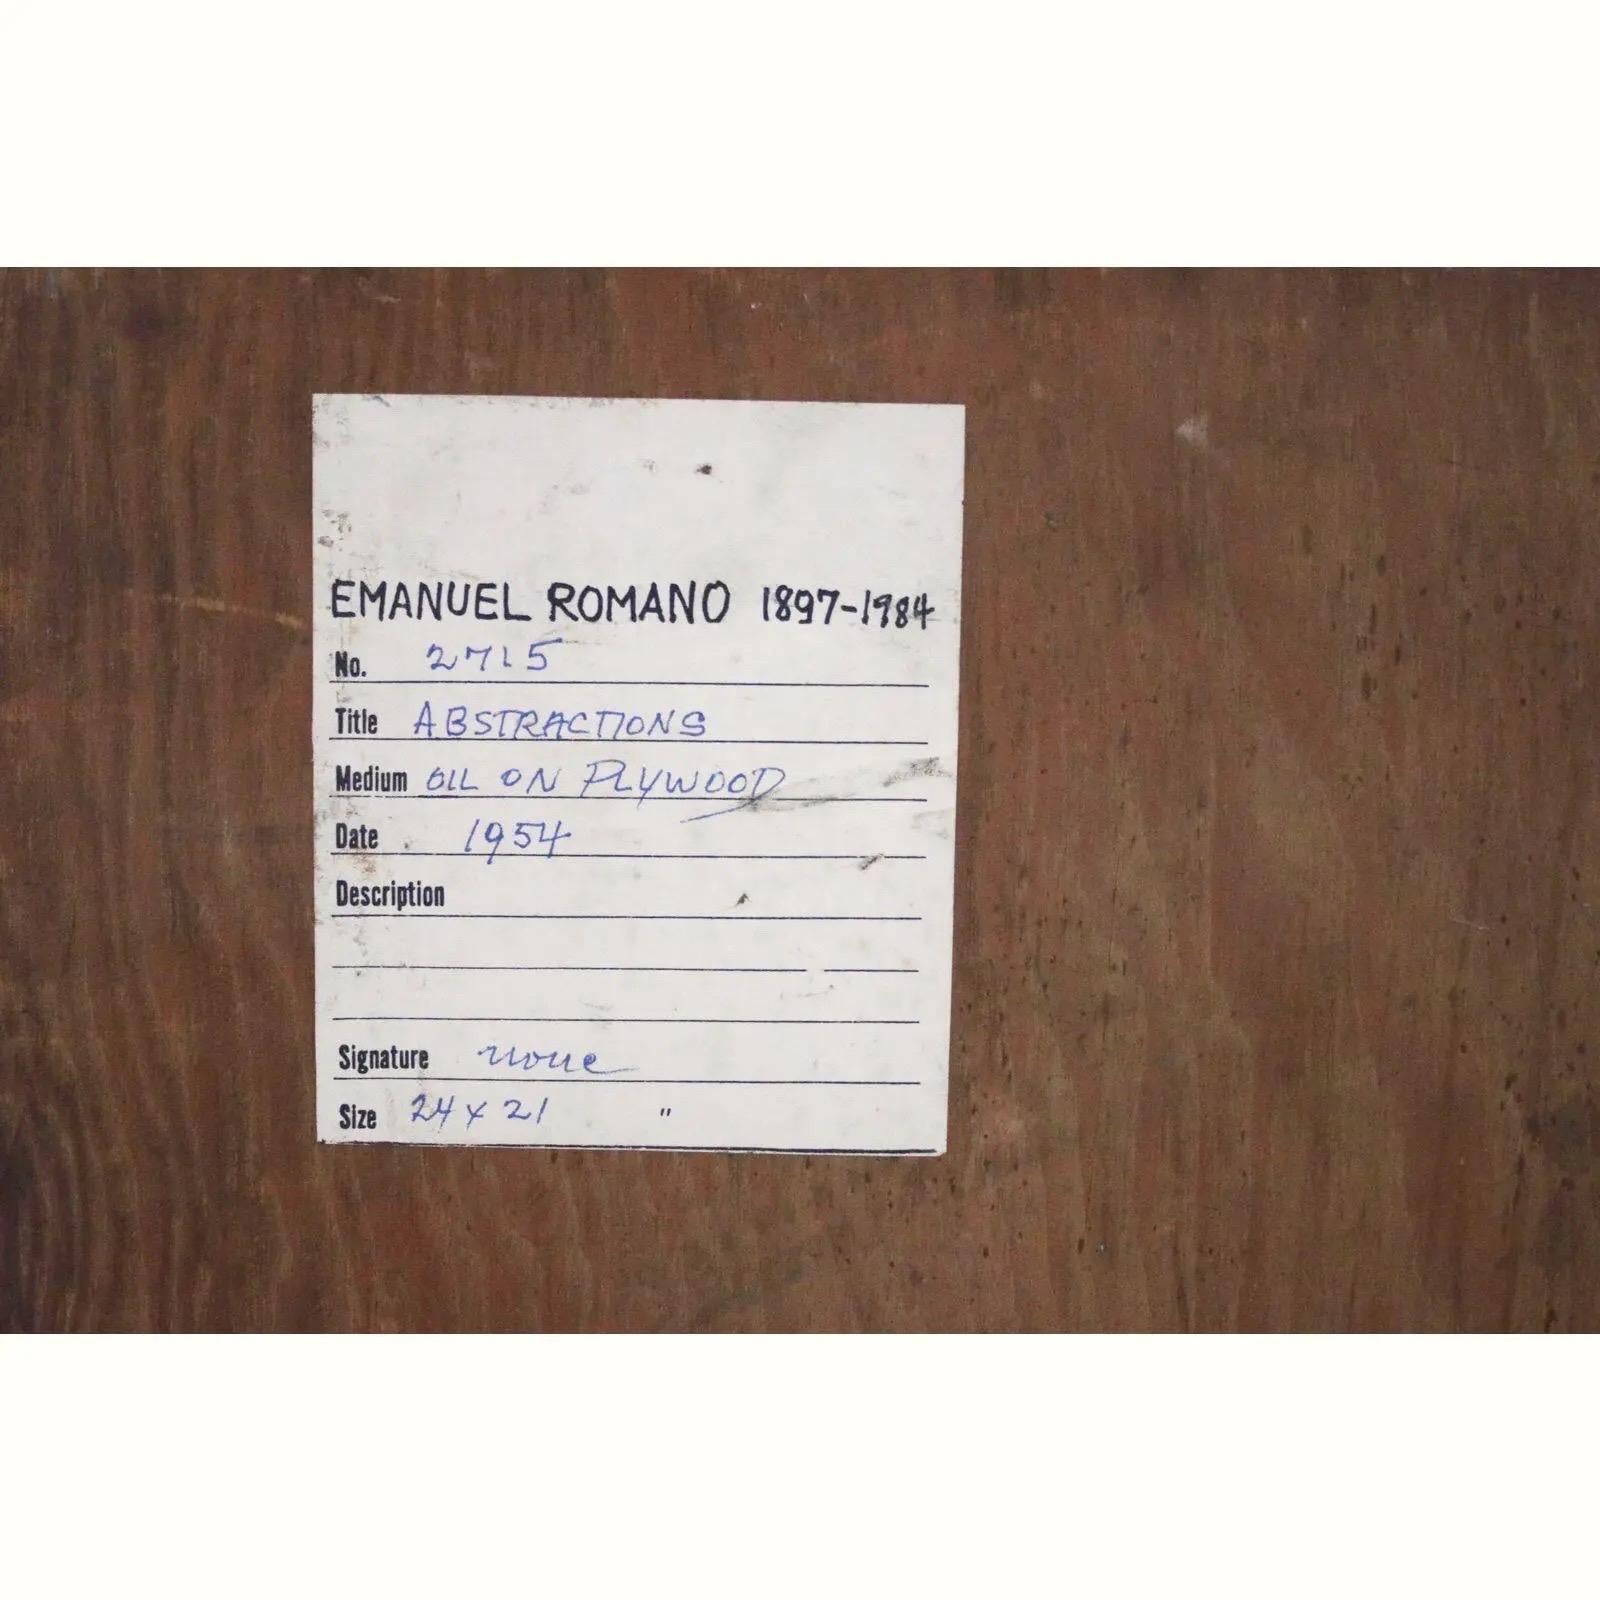 EMANUEL ROMANO 1897-1984
No. 2715
Title ABSTRACTIONS
Medium OIL ON PLYWOOD
Date 1954
Description
Signature none
Size 24 x 21 "